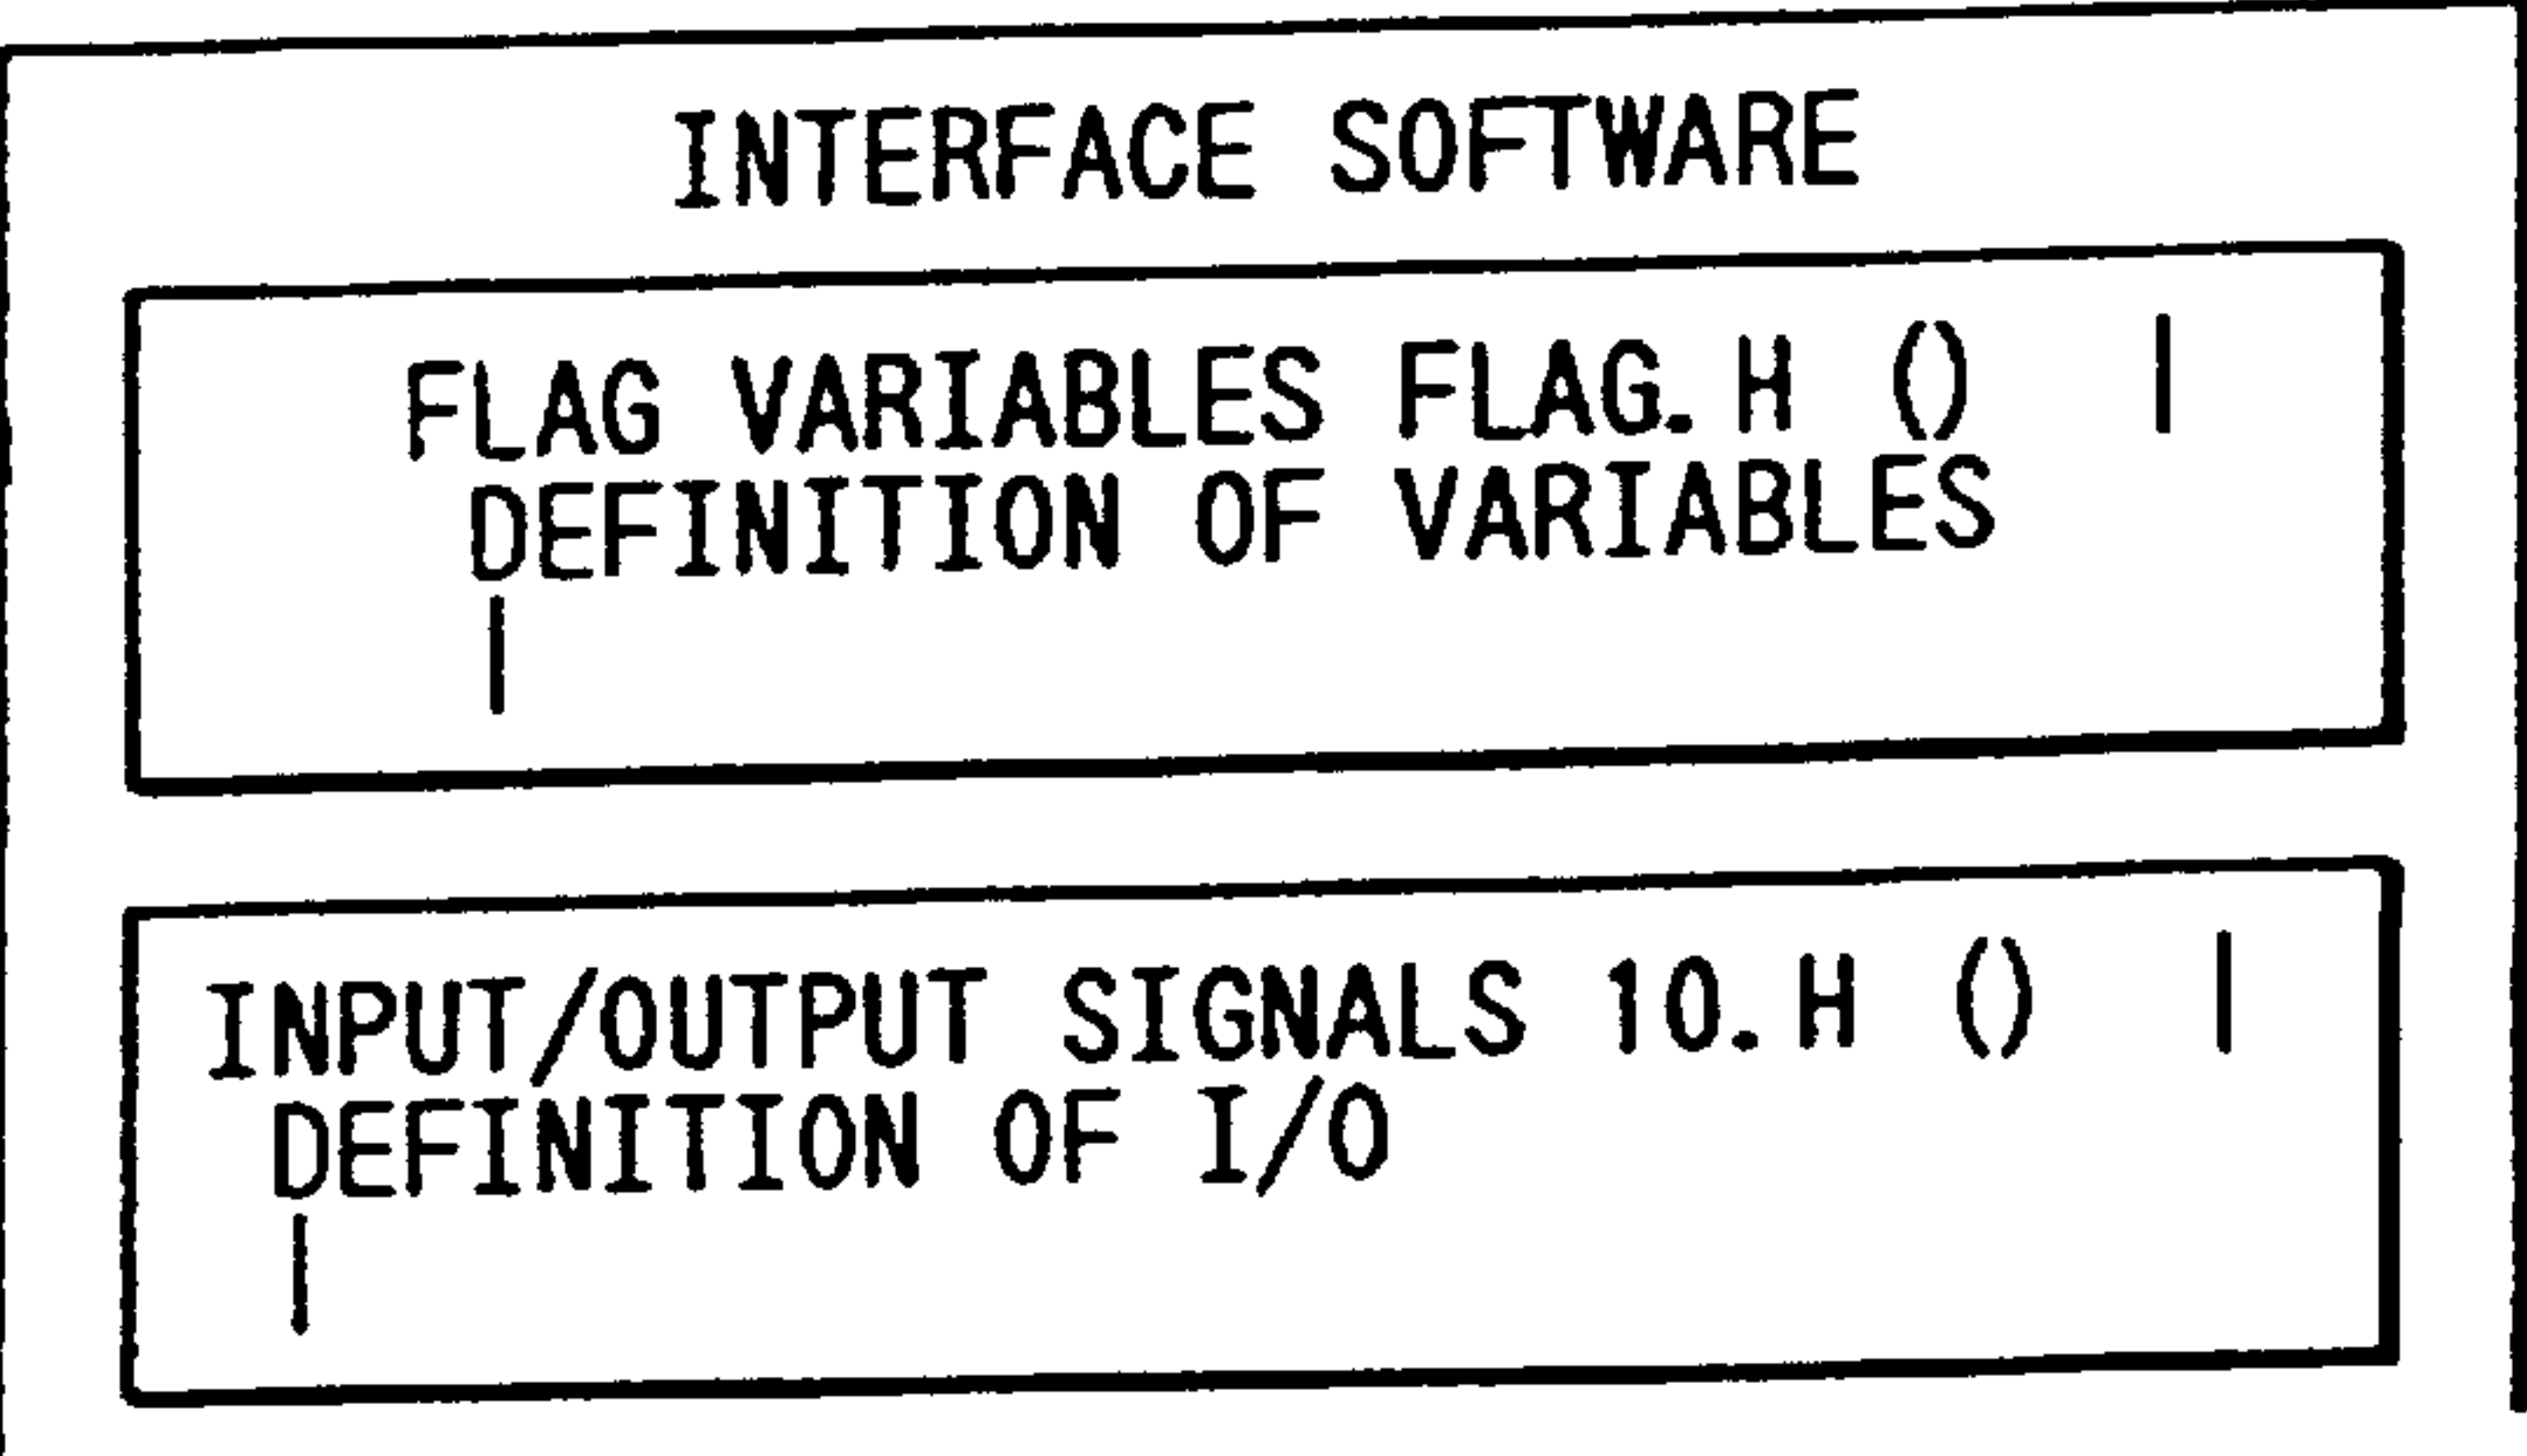 INTERFACE SOFTWARE
FLAG VARIABLES FLAG.H () |
DEFINITION OF VARIABLES
|
INPUT/OUTPUT SIGNALS 10.H () |
DEFINITION OF I/O
|